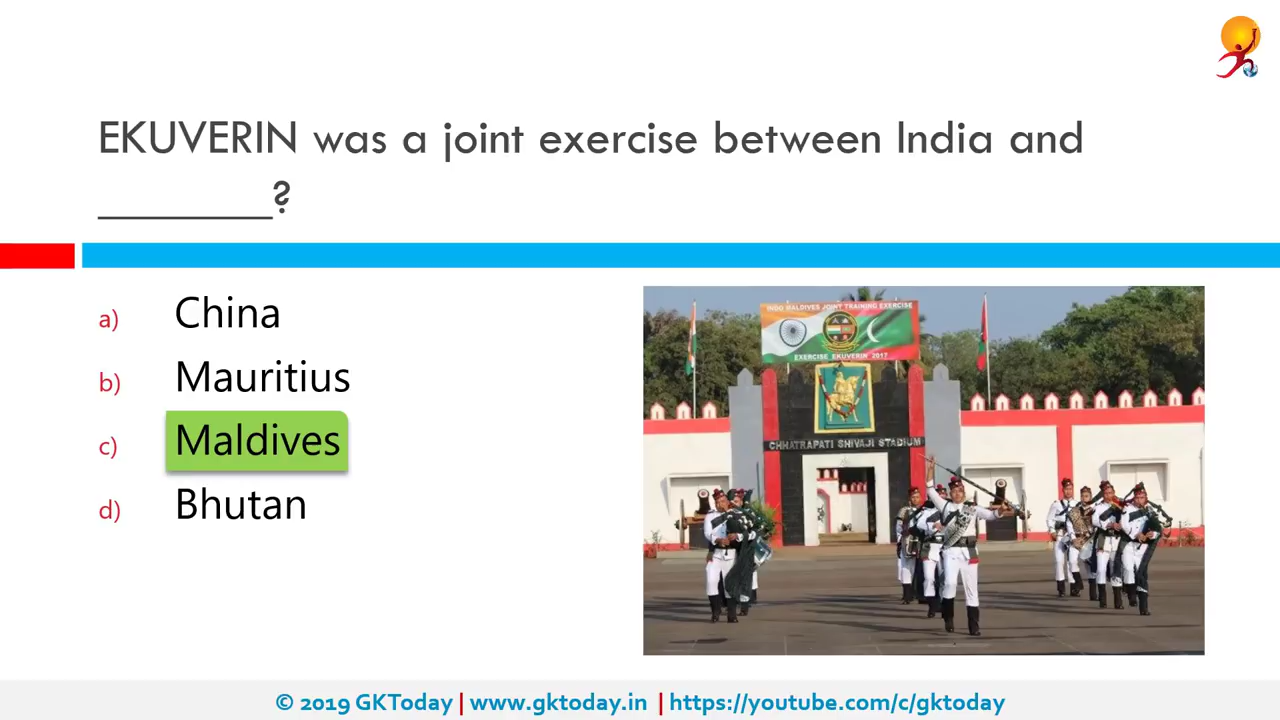 EKUVERIN was a joint exercise between India and
________?
a) China
b) Mauritius
c) Maldives
d) Bhutan
INDO MALDIVES JOINT TRAINING EXERCISE
EXERCISE EKUVERIN 2017
CHHATRAPATI SHIVAJI STADIUM
© 2019 GKToday | www.gktoday.in | https://youtube.com/c/gktoday